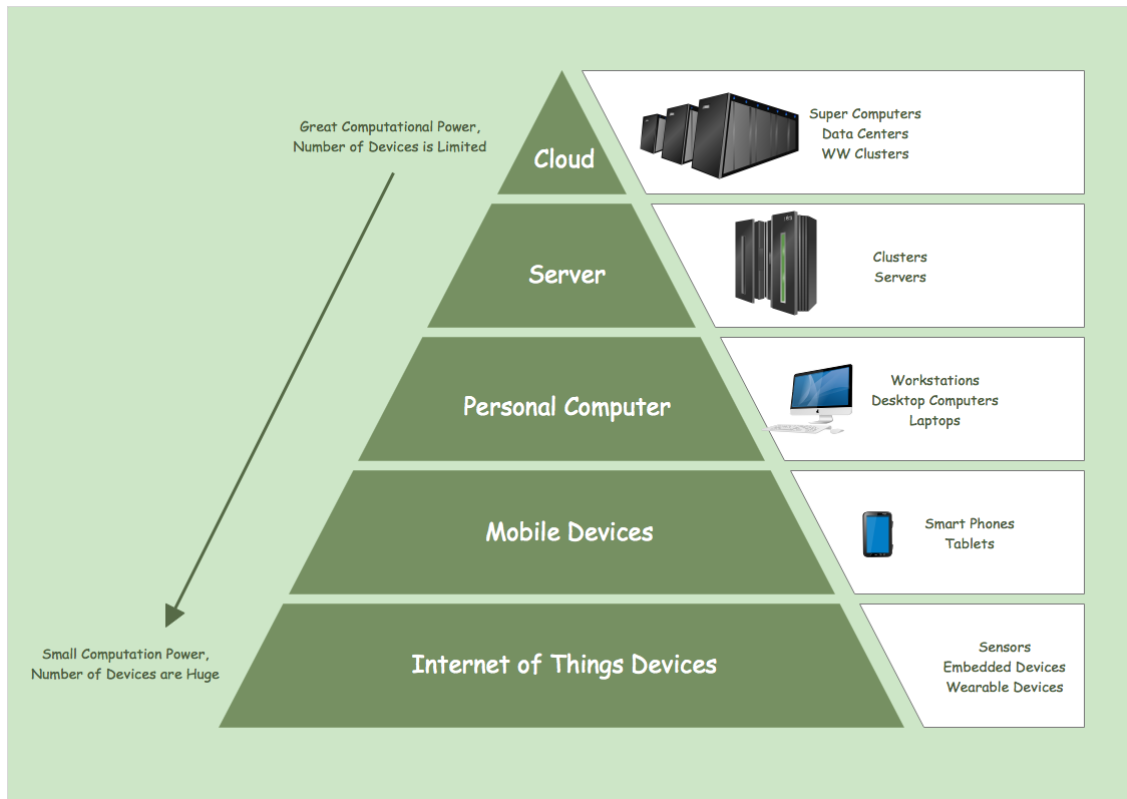 Great Computational Power,
Number of Devices is Limited
Cloud
Super Computers
Data Centers
WW Clusters
Server
Clusters
Servers
Personal Computer
Workstations
Desktop Computers
Laptops
Mobile Devices
Smart Phones
Tablets
Small Computation Power,
Number of Devices are Huge
Internet of Things Devices
Sensors
Embedded Devices
Wearable Devices